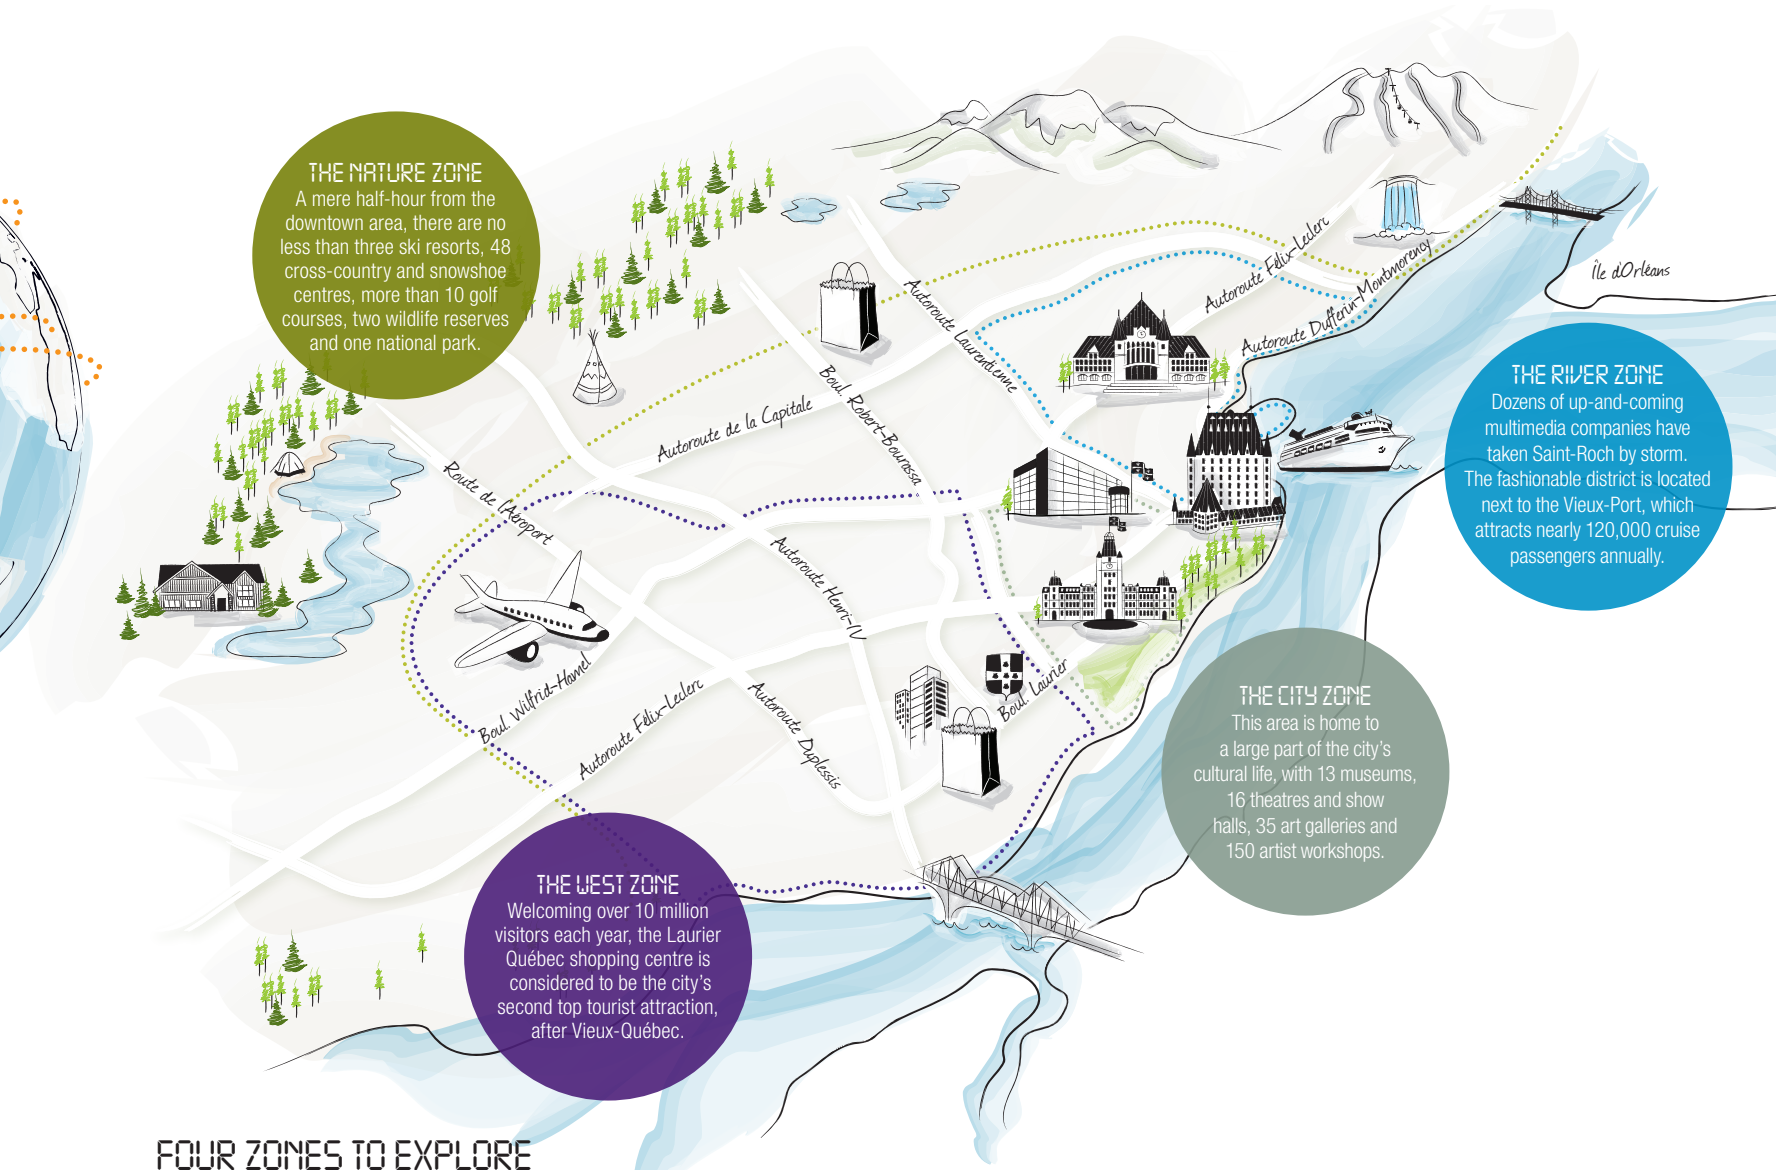 THE NATURE ZONE
A mere half-hour from the
downtown area, there are no
less than three ski resorts, 48
cross-country and snowshoe
centres, more than 10 golf
courses, two wildlife reserves
and one national park.
Autoroute Félix-Leclerc
Autoroute Dufferin-Montmorency
Île d'Orléans
Autoroute Laurentienne
Boul. Robert-Bourassa
Autoroute de la Capitale
Route de l'Aéroport
THE RIVER ZONE
Dozens of up-and-coming
multimedia companies have
taken Saint-Roch by storm.
The fashionable district is located
next to the Vieux-Port, which
attracts nearly 120,000 cruise
passengers annually.
Autoroute Henri-IV
Boul. Wilfrid-Hamel
Autoroute Félix-Leclerc
Autoroute Duplessis
Boul. Laurier
THE CITY ZONE
This area is home to
a large part of the city's
cultural life, with 13 museums,
16 theatres and show
halls, 35 art galleries and
150 artist workshops.
THE WEST ZONE
Welcoming over 10 million
visitors each year, the Laurier
Québec shopping centre is
considered to be the city's
second top tourist attraction,
after Vieux-Québec.
FOUR ZONES TO EXPLORE